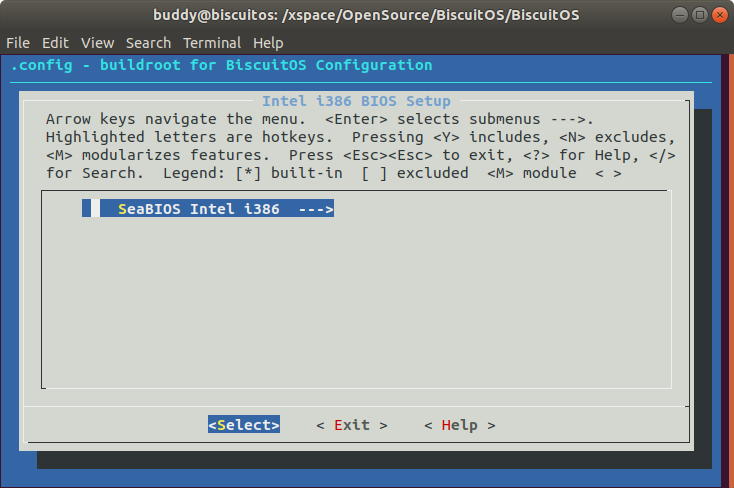 buddy@biscuitos: /xspace/OpenSource/BiscuitOS/BiscuitOS
File Edit View Search Terminal Help
.config - buildroot for BiscuitOS Configuration
Intel i386 BIOS Setup
Arrow keys navigate the menu.  <Enter> selects submenus --->.
Highlighted letters are hotkeys.  Pressing <Y> includes, <N> excludes,
<M> modularizes features.  Press <Esc><Esc> to exit, <?> for Help, </>
for Search.  Legend: [*] built-in  [ ] excluded  <M> module  < >
SeaBIOS Intel i386  --->
<Select>    < Exit >    < Help >